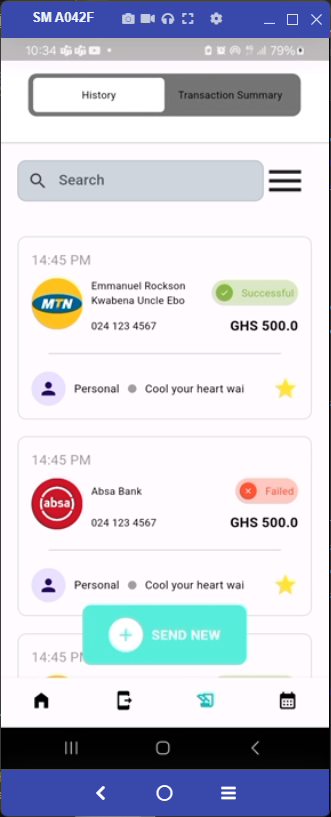 SM A042F
10:34
79%
History
Transaction Summary
Search
14:45 PM
MTN
Emmanuel Rockson
Kwabena Uncle Ebo
Successful
024 123 4567
GHS 500.0
Personal
Cool your heart wai
14:45 PM
(absa)
Absa Bank
Failed
024 123 4567
GHS 500.0
Personal
Cool your heart wai
SEND NEW
14:45 P